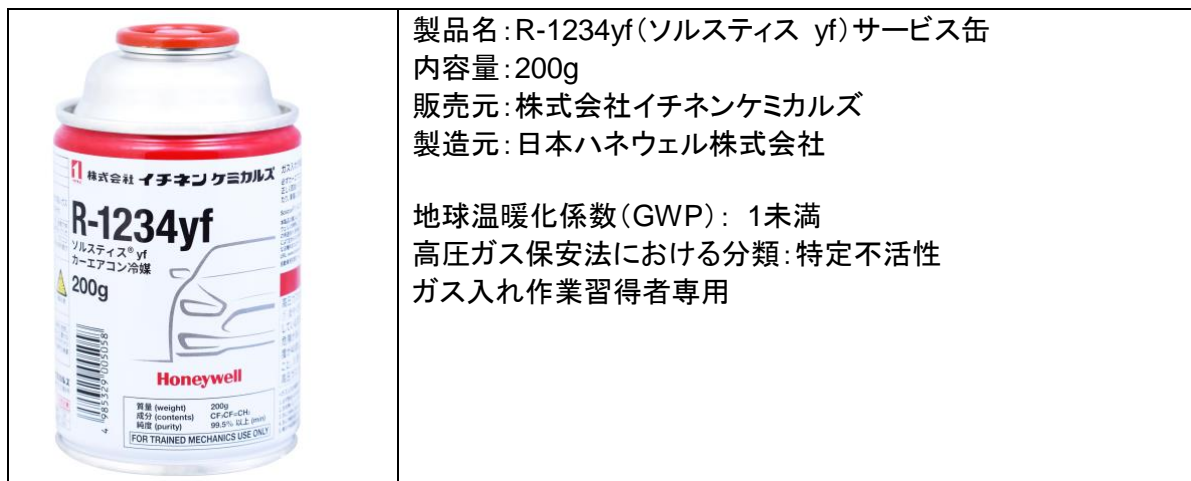 株式会社 イチネンケミカルズ
R-1234yf
ソルスティス® yf
カーエアコン冷媒
200g
Honeywell
質量 (weight) 200g
成分 (contents) CF₃CF=CH₂
純度 (purity) 99.5% 以上 (min)
FOR TRAINED MECHANICS USE ONLY
4 985329 005058
製品名：R-1234yf（ソルスティス yf）サービス缶
内容量：200g
販売元：株式会社イチネンケミカルズ
製造元：日本ハネウェル株式会社
地球温暖化係数（GWP）： 1未満
高圧ガス保安法における分類：特定不活性
ガス入れ作業習得者専用